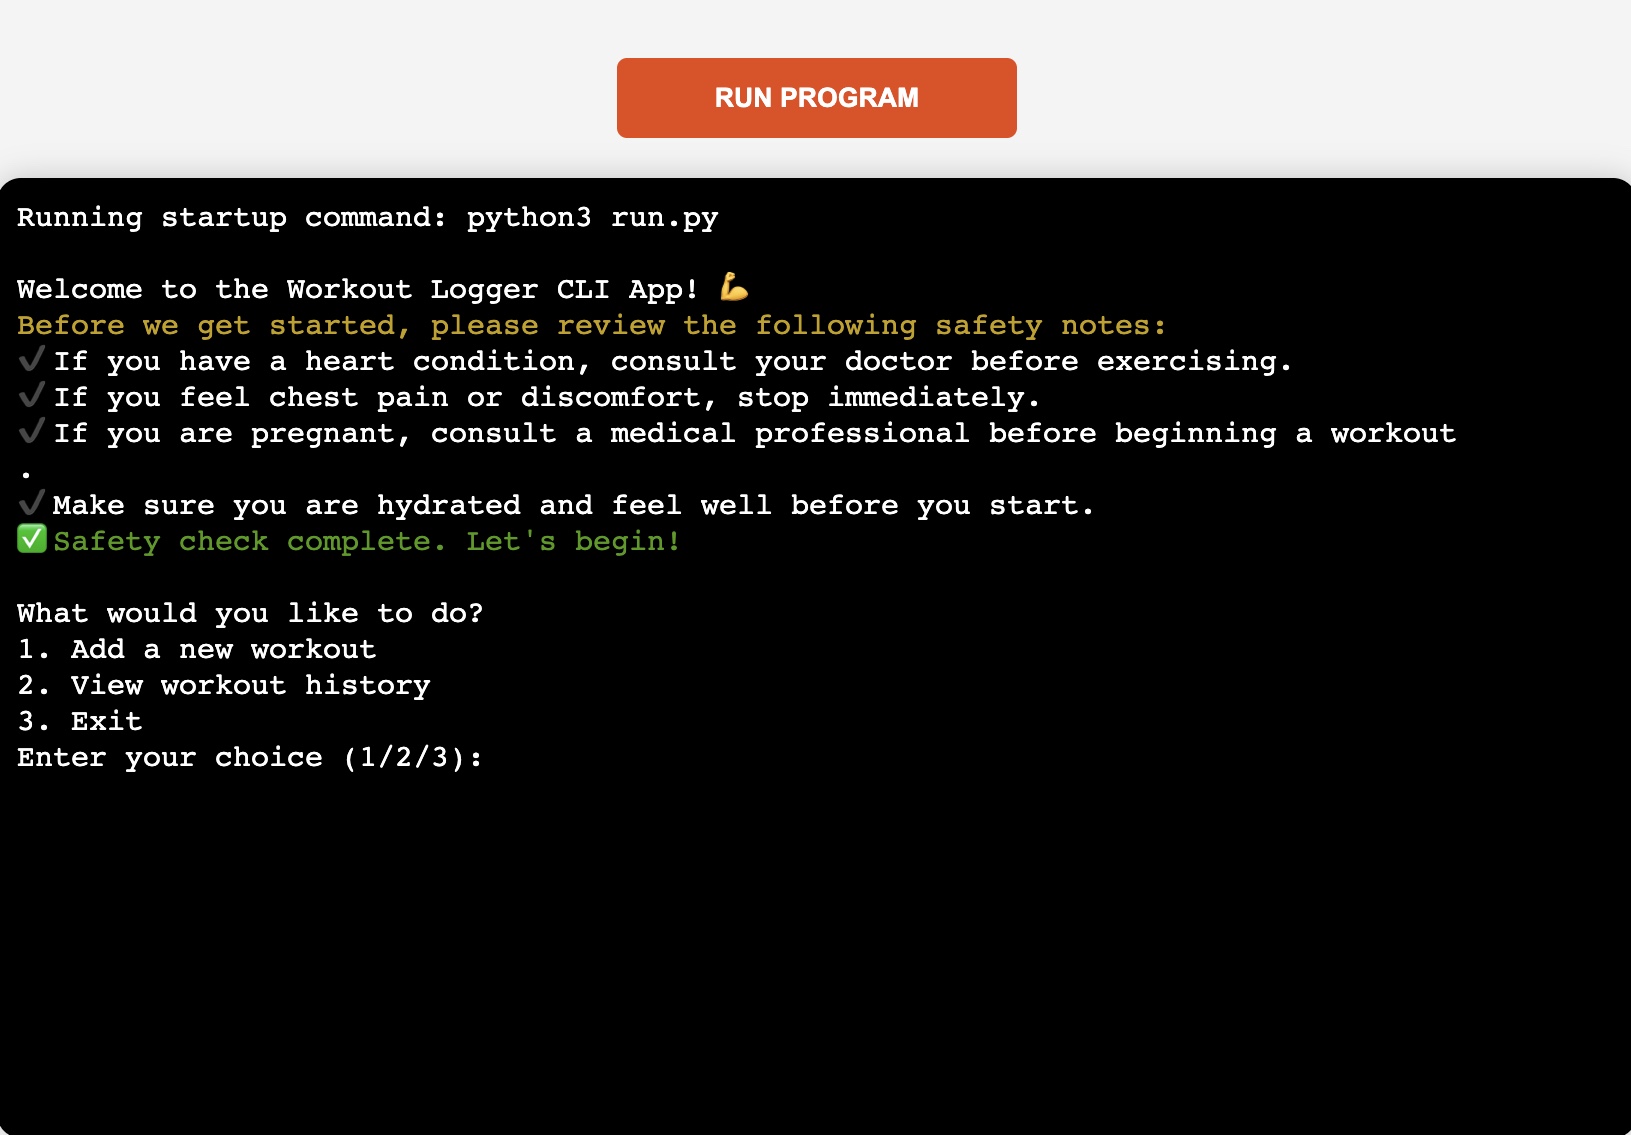 RUN PROGRAM
Running startup command: python3 run.py
Welcome to the Workout Logger CLI App! 💪
Before we get started, please review the following safety notes:
✔️If you have a heart condition, consult your doctor before exercising.
✔️If you feel chest pain or discomfort, stop immediately.
✔️If you are pregnant, consult a medical professional before beginning a workout
.
✔️Make sure you are hydrated and feel well before you start.
✅Safety check complete. Let's begin!
What would you like to do?
1. Add a new workout
2. View workout history
3. Exit
Enter your choice (1/2/3):